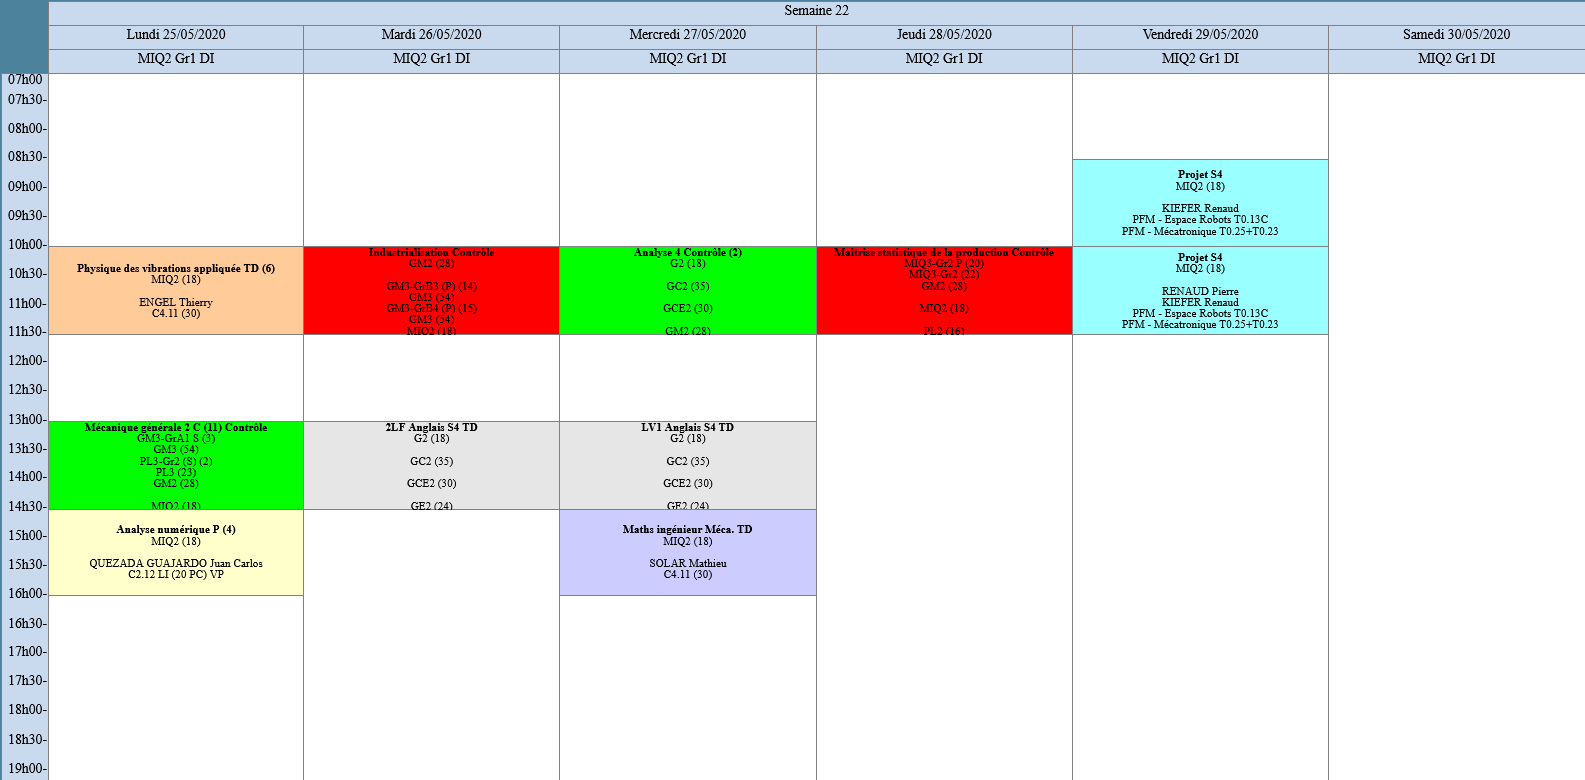 Semaine 22
Lundi 25/05/2020
Mardi 26/05/2020
Mercredi 27/05/2020
Jeudi 28/05/2020
Vendredi 29/05/2020
Samedi 30/05/2020
MIQ2 Gr1 DI
MIQ2 Gr1 DI
MIQ2 Gr1 DI
MIQ2 Gr1 DI
MIQ2 Gr1 DI
MIQ2 Gr1 DI
07h00
07h30-
08h00-
08h30-
09h00-
09h30-
10h00-
10h30-
11h00-
11h30-
12h00-
12h30-
13h00-
13h30-
14h00-
14h30-
15h00-
15h30-
16h00-
16h30-
17h00-
17h30-
18h00-
18h30-
19h00-
Physique des vibrations appliquée TD (6)
MIQ2 (18)
ENGEL Thierry
C4.11 (30)
Mécanique générale 2 C (11) Contrôle
GM3-GrA1 S (3)
GM3 (54)
PL3-Gr2 (S) (2)
PL3 (23)
GM2 (28)
MIQ2 (18)
Analyse numérique P (4)
MIQ2 (18)
QUEZADA GUAJARDO Juan Carlos
C2.12 LI (20 PC) VP
Industrialisation Contrôle
GM2 (28)
GM3-GrB3 (P) (14)
GM3 (54)
GM3-GrB4 (P) (15)
GM3 (54)
MIQ2 (18)
2LF Anglais S4 TD
G2 (18)
GC2 (35)
GCE2 (30)
GE2 (24)
Analyse 4 Contrôle (2)
G2 (18)
GC2 (35)
GCE2 (30)
GM2 (28)
LV1 Anglais S4 TD
G2 (18)
GC2 (35)
GCE2 (30)
GE2 (24)
Maths ingénieur Méca. TD
MIQ2 (18)
SOLAR Mathieu
C4.11 (30)
Maitrise statistique de la production Contrôle
MIQ3-Gr2 P (20)
MIQ3-Gr2 (22)
GM2 (28)
MIQ2 (18)
PL2 (16)
Projet S4
MIQ2 (18)
KIEFER Renaud
PFM - Espace Robots T0.13C
PFM - Mécatronique T0.25+T0.23
Projet S4
MIQ2 (18)
RENAUD Pierre
KIEFER Renaud
PFM - Espace Robots T0.13C
PFM - Mécatronique T0.25+T0.23